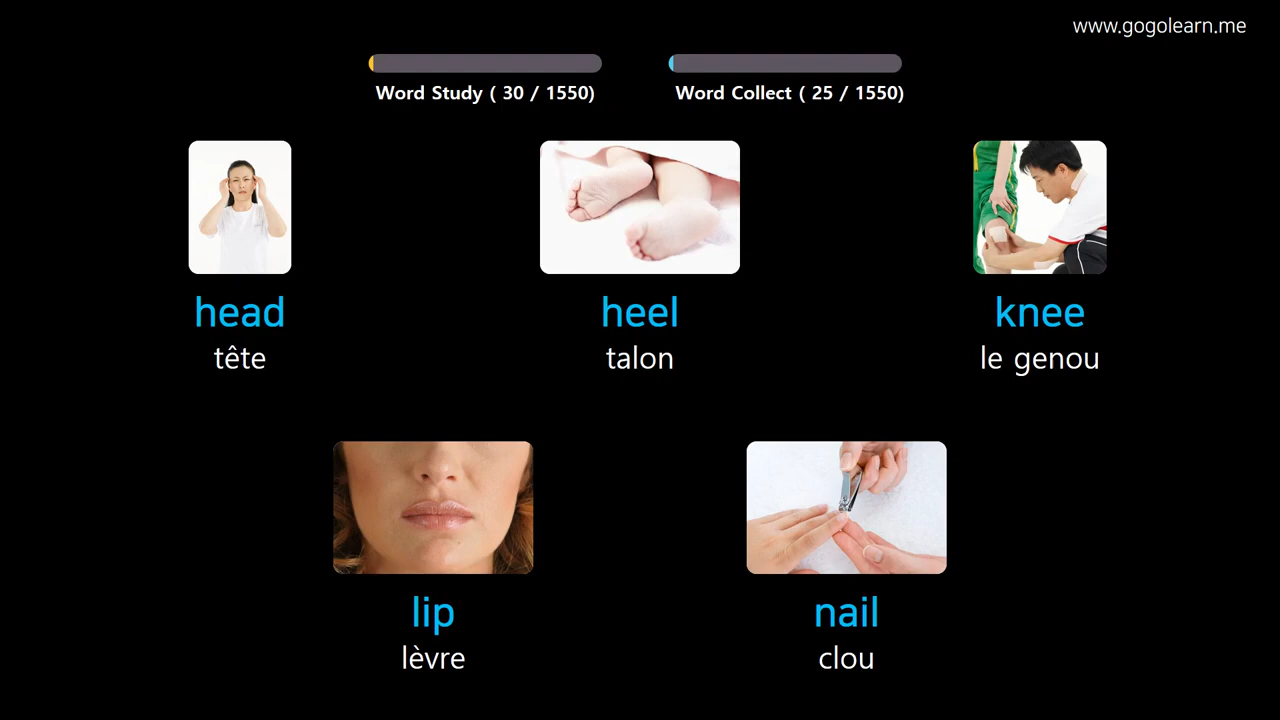 www.gogolearn.me
Word Study ( 30 / 1550)
Word Collect ( 25 / 1550)
head
tête
heel
talon
knee
le genou
lip
lèvre
nail
clou